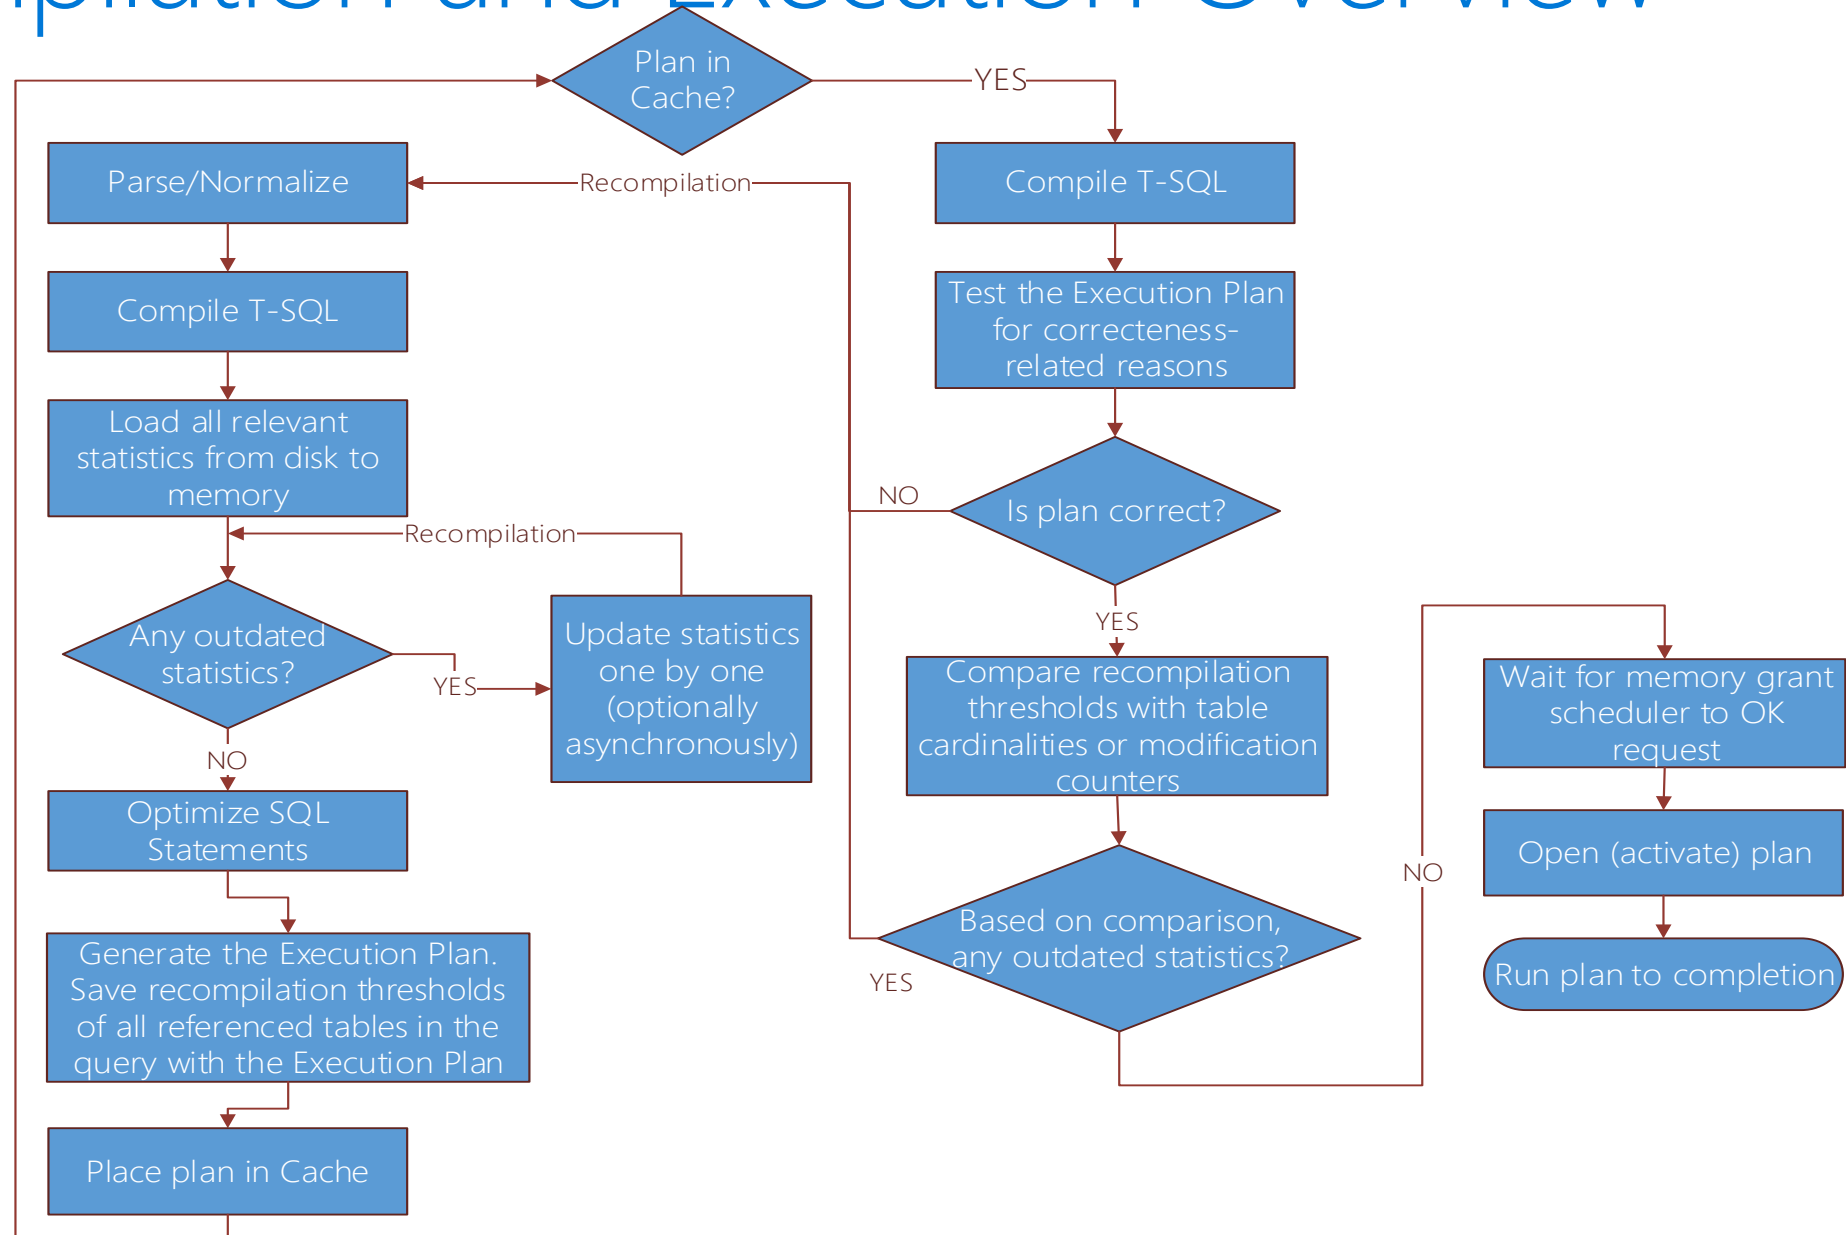 and Execution Overview
Plan in
Cache?
YES
Parse/Normalize
Recompilation
Compile T-SQL
Compile T-SQL
Test the Execution Plan
for correcteness-
related reasons
Load all relevant
statistics from disk to
memory
NO
Is plan correct?
Recompilation
Any outdated
statistics?
YES
Update statistics
one by one
(optionally
asynchronously)
YES
Compare recompilation
thresholds with table
cardinalities or modification
counters
Wait for memory grant
scheduler to OK
request
NO
Optimize SQL
Statements
Open (activate) plan
NO
Based on comparison,
any outdated statistics?
YES
Generate the Execution Plan.
Save recompilation thresholds
of all referenced tables in the
query with the Execution Plan
Run plan to completion
Place plan in Cache